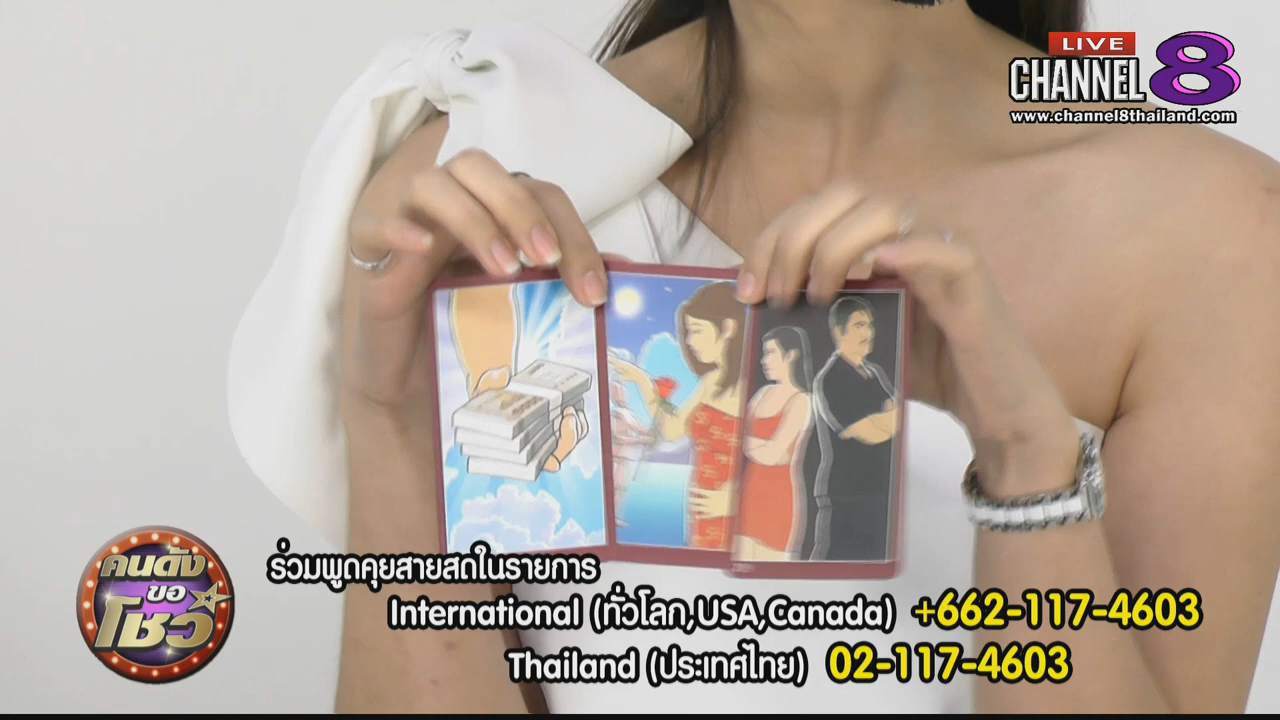 LIVE
CHANNEL 8
www.channel8thailand.com
คนดัง
ขอ
โชว์
ร่วมพูดคุยสายสดในรายการ
International (ทั่วโลก,USA,Canada) +662-117-4603
Thailand (ประเทศไทย) 02-117-4603